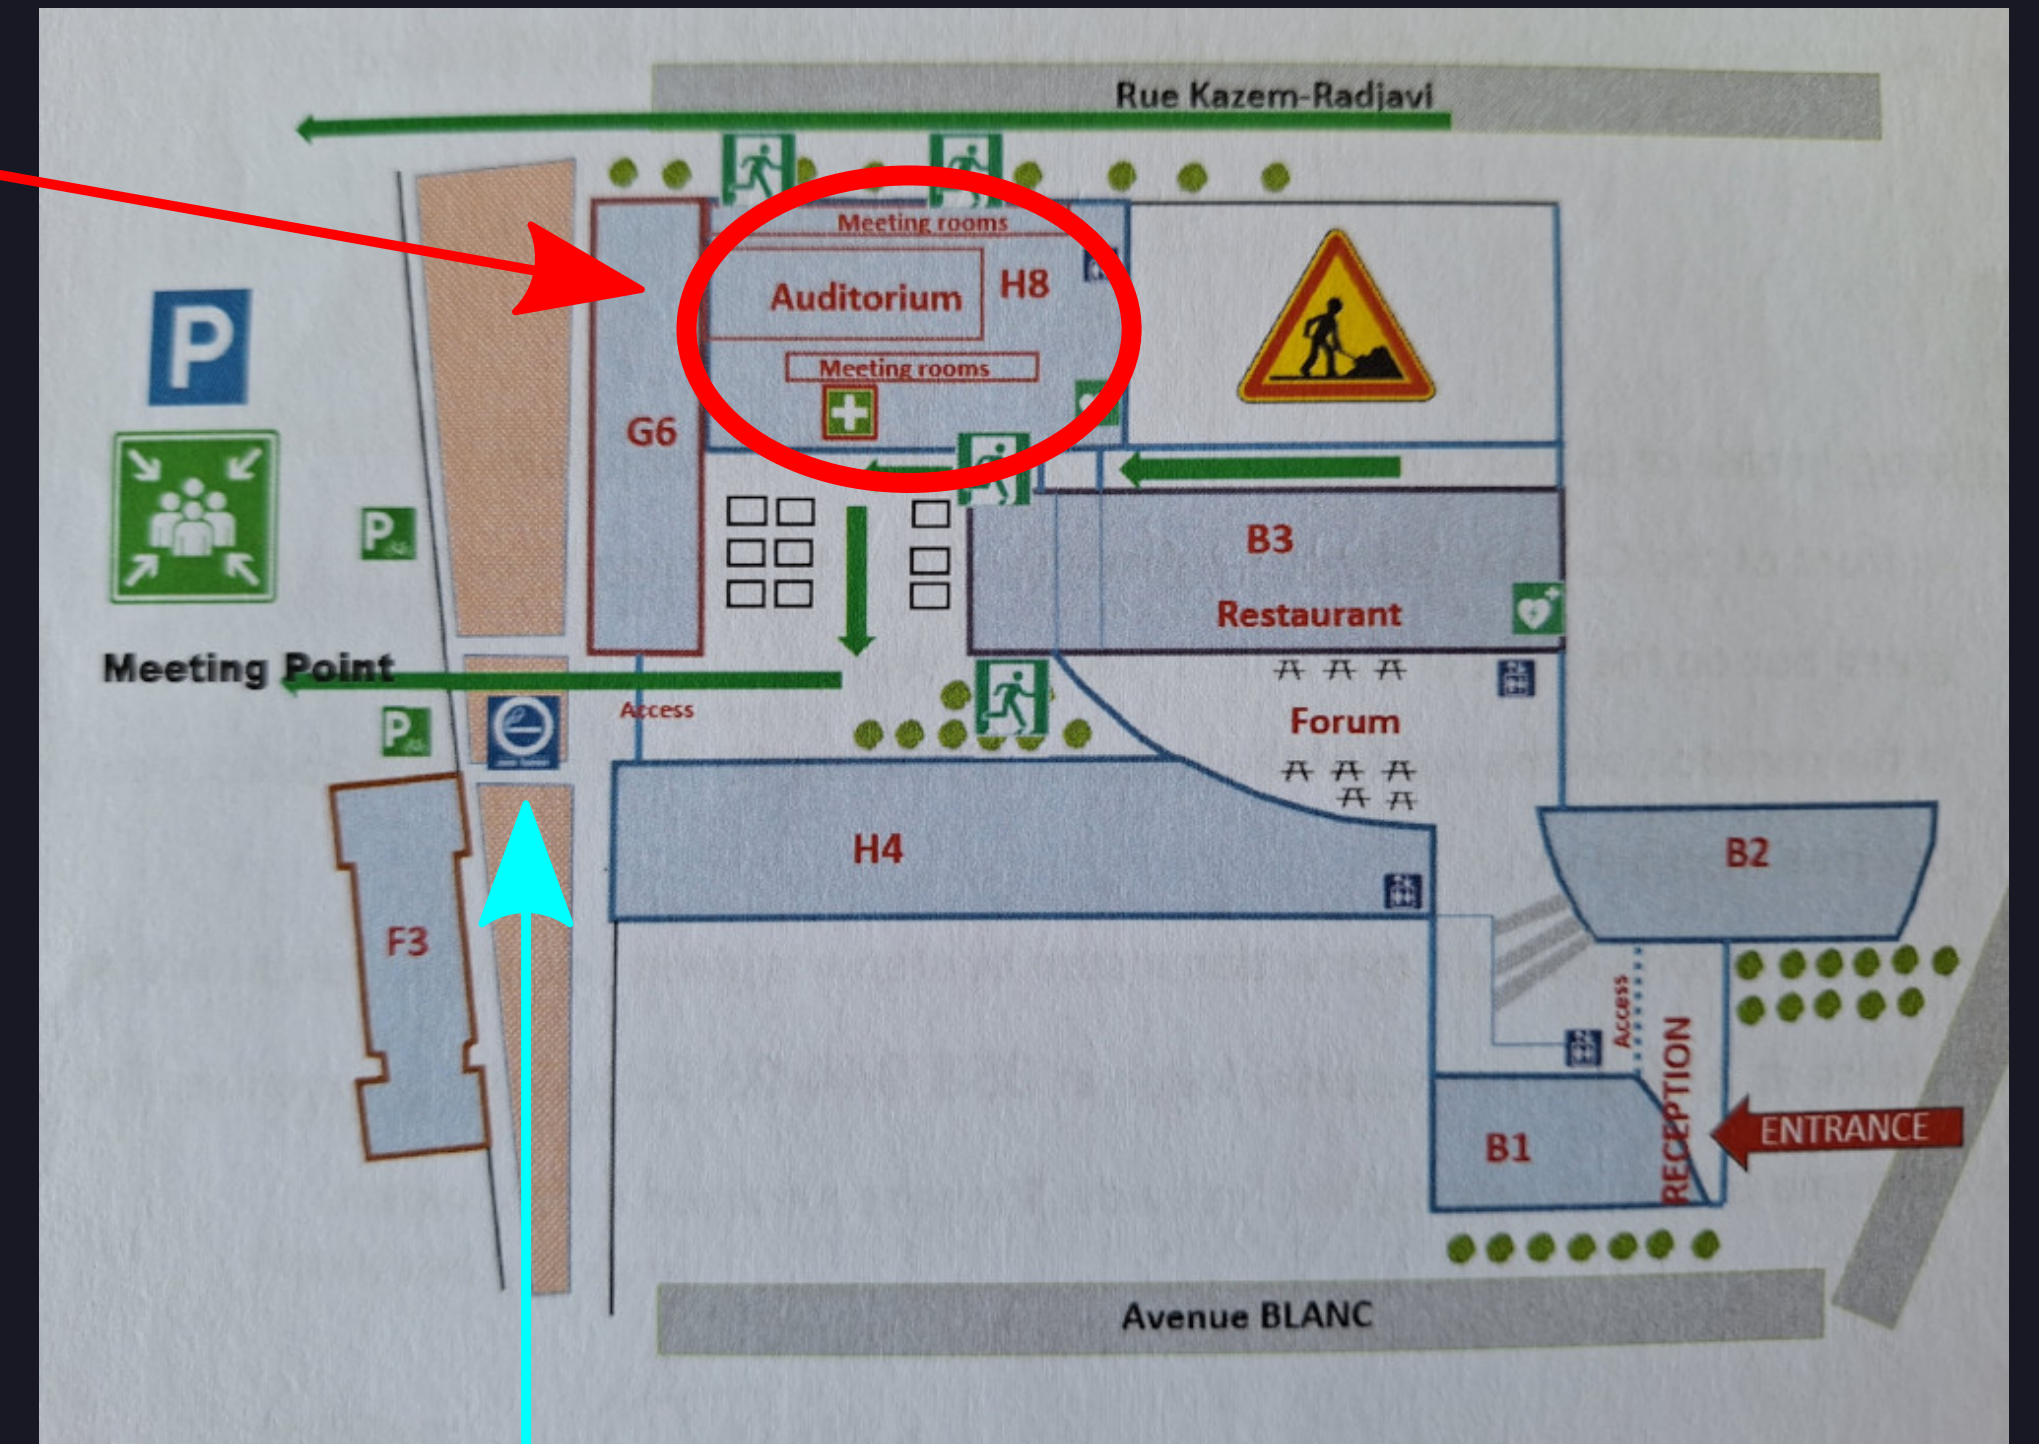 Rue Kazem-Radjavi
Meeting rooms
Auditorium
H8
Meeting rooms
P
G6
B3
P
Restaurant
Meeting Point
Access
Forum
P
H4
B2
F3
Access
RECEPTION
ENTRANCE
B1
Avenue BLANC